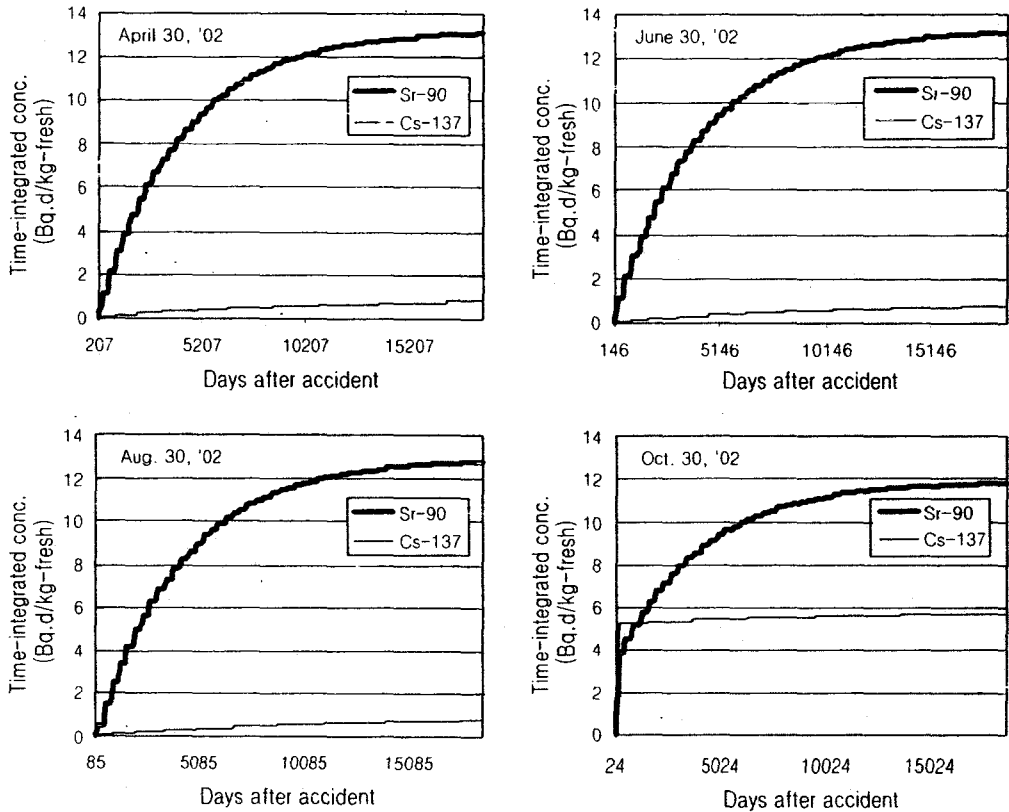 April 30, '02
Time-integrated conc.
(Bq.d/kg-fresh)
14
12
10
8
6
4
2
0
Sr-90
Cs-137
207
5207
10207
15207
Days after accident
June 30, '02
Time-integrated conc.
(Bq.d/kg-fresh)
14
12
10
8
6
4
2
0
Sr-90
Cs-137
146
5146
10146
15146
Days after accident
Aug. 30, '02
Time-integrated conc.
(Bq.d/kg-fresh)
14
12
10
8
6
4
2
0
Sr-90
Cs-137
85
5085
10085
15085
Days after accident
Oct. 30, '02
Time-integrated conc.
(Bq.d/kg-fresh)
14
12
10
8
6
4
2
0
Sr-90
Cs-137
24
5024
10024
15024
Days after accident